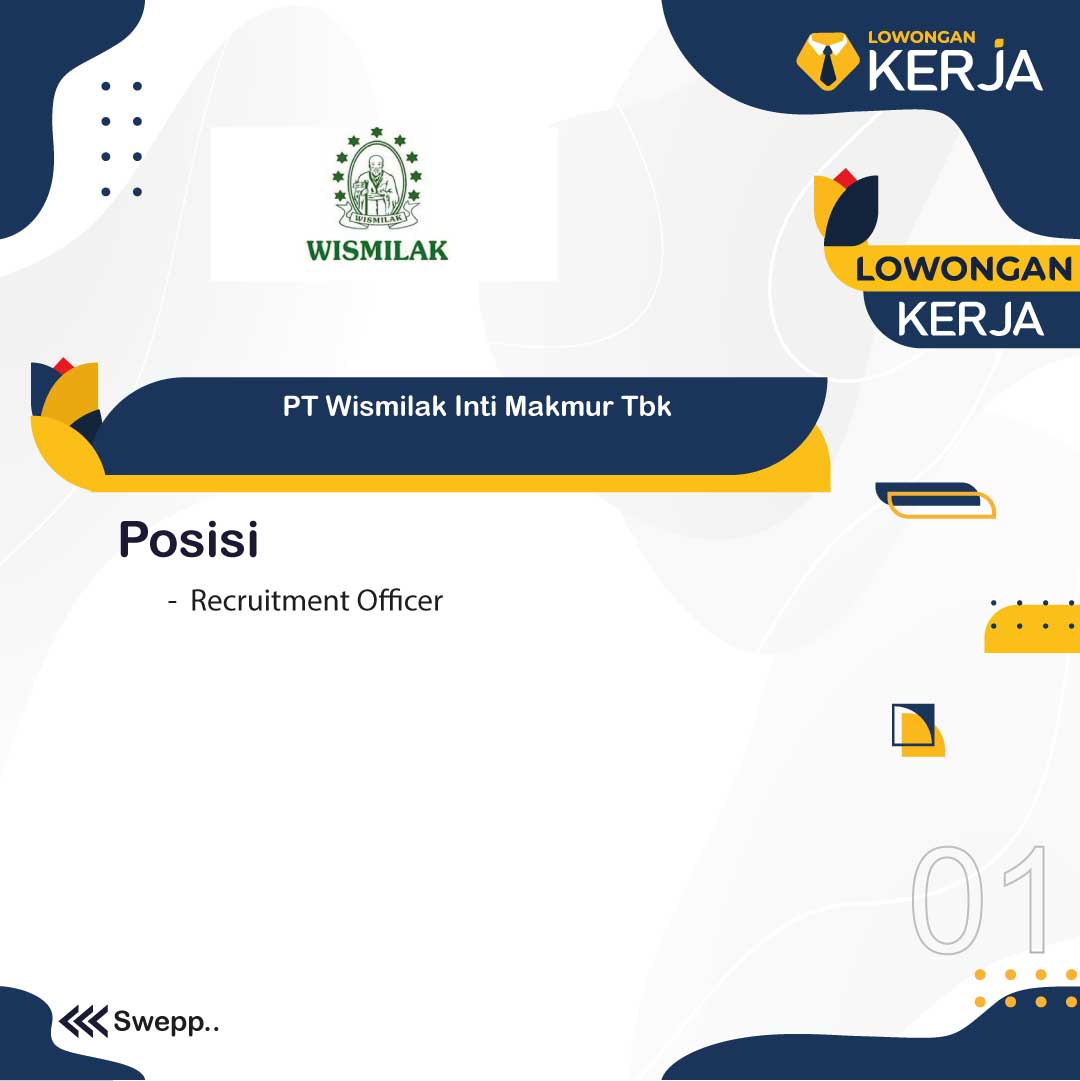 LOWONGAN
KERJA
WISMILAK
WISMILAK
LOWONGAN
KERJA
PT Wismilak Inti Makmur Tbk
Posisi
- Recruitment Officer
01
Swepp..